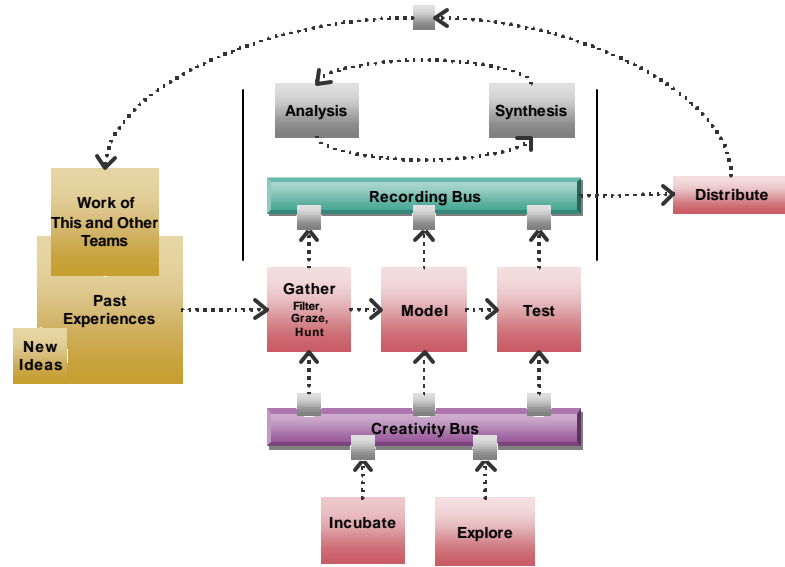 Analysis
Synthesis
Work of
This and Other
Teams
Recording Bus
Distribute
Past
Experiences
New
Ideas
Gather
Filter,
Graze,
Hunt
Model
Test
Creativity Bus
Incubate
Explore